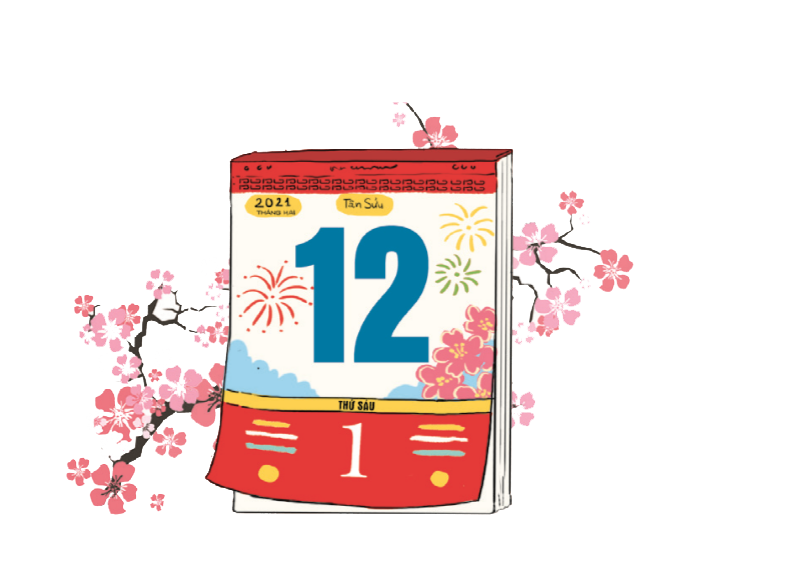 2021
THÁNG HAI
Tân Sửu
12
THỨ SÁU
1